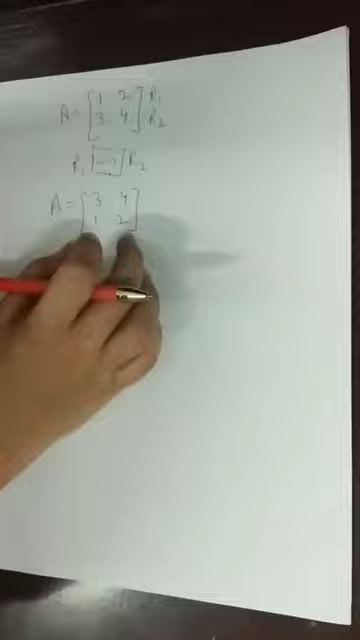 A = [1 2] R1
[3 4] R2
R1 [↔] R2
A = [3 4]
[1 2]